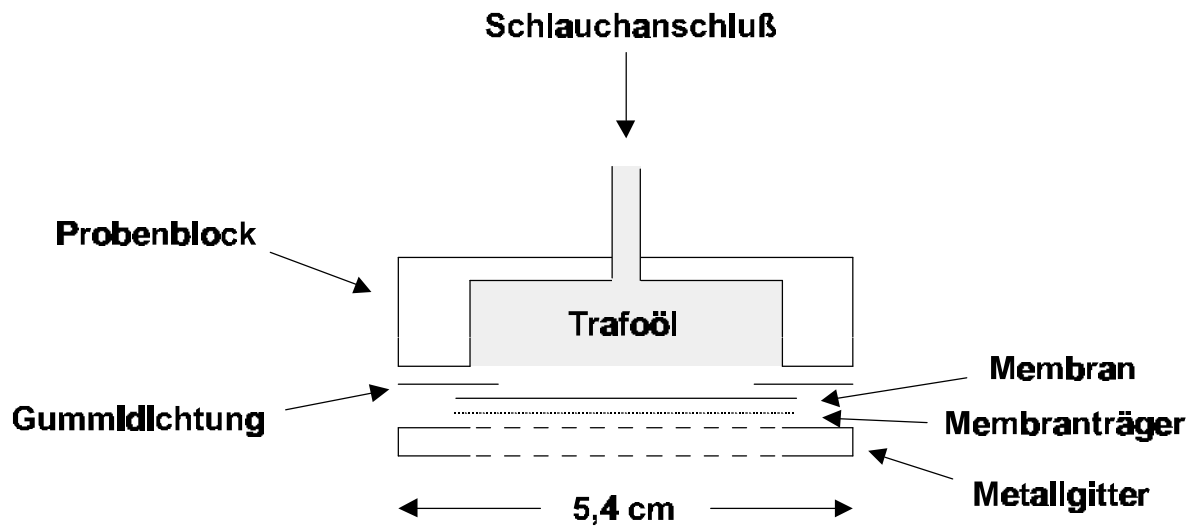 Schlauchanschluß
Probenblock
Trafoöl
Membran
Gummidichtung
Membranträger
Metallgitter
5,4 cm